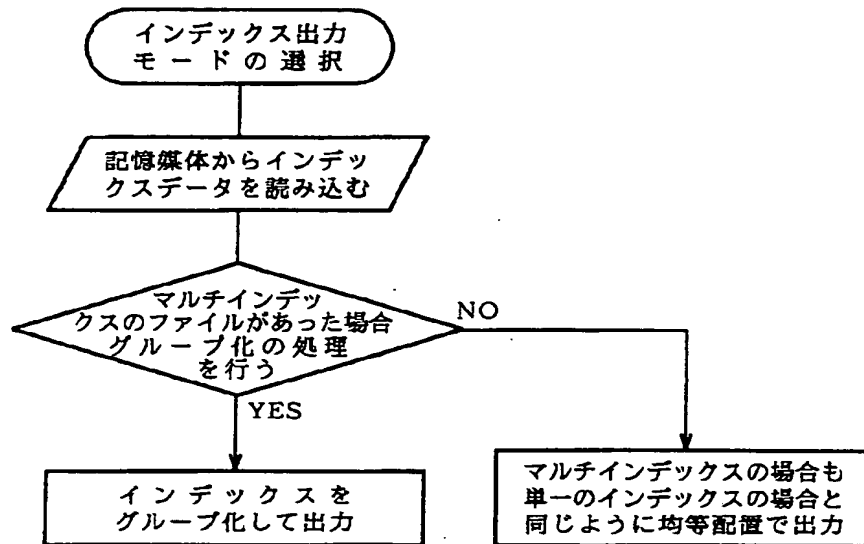 インデックス出力
モードの選択
記憶媒体からインデッ
クスデータを読み込む
マルチインデッ
クスのファイルがあった場合
グループ化の処理
を行う
NO
YES
インデックスを
グループ化して出力
マルチインデックスの場合も
単一のインデックスの場合と
同じように均等配置で出力